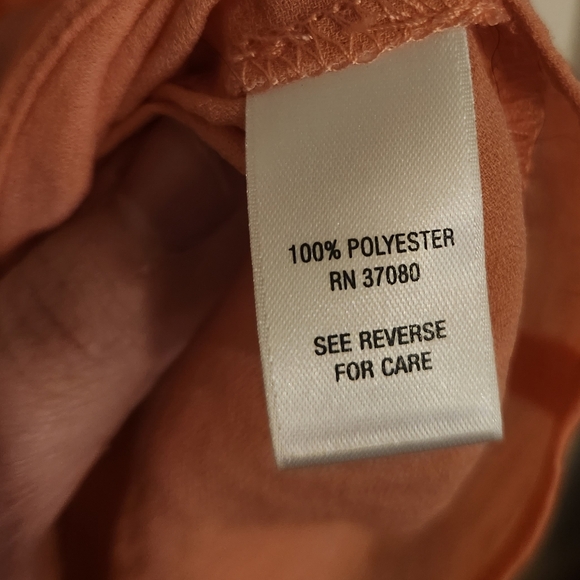 100% POLYESTER
RN 37080
SEE REVERSE
FOR CARE